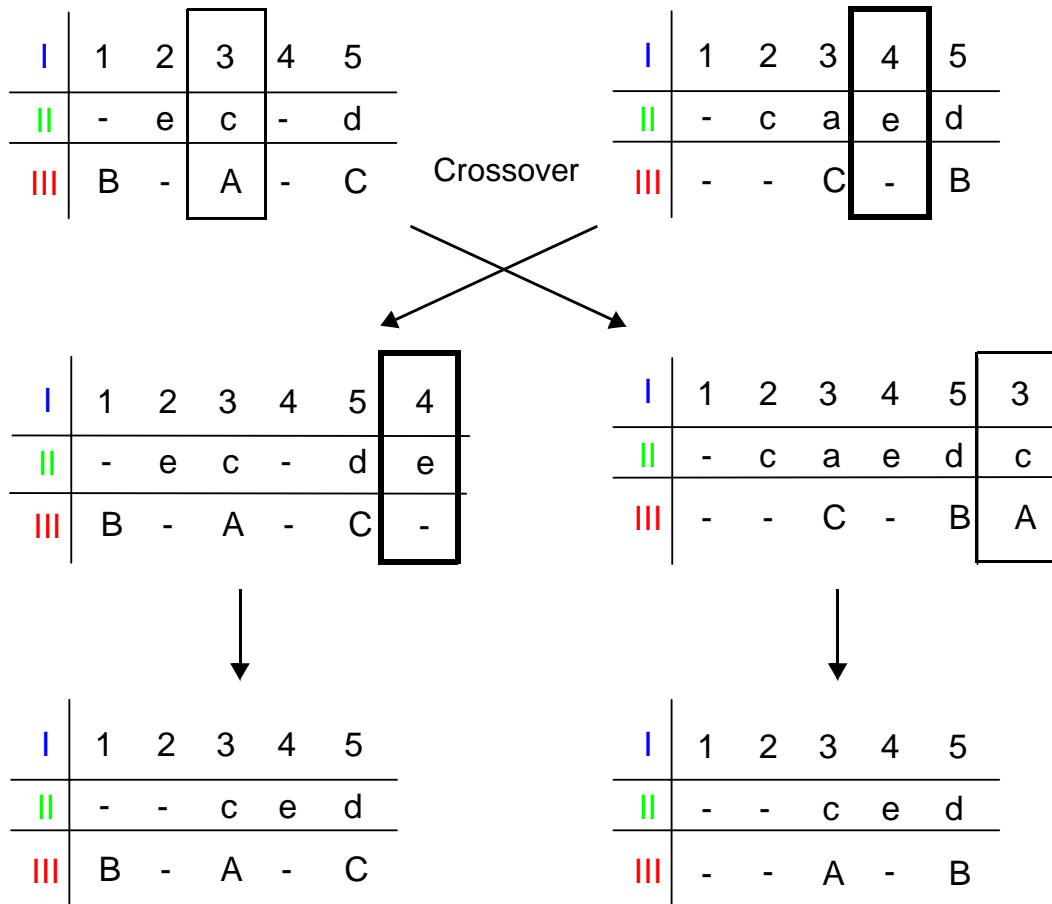 I 1 2 3 4 5
II - e c - d
III B - A - C
Crossover
I 1 2 3 4 5
II - c a e d
III - - C - B
I 1 2 3 4 5 4
II - e c - d e
III B - A - C -
I 1 2 3 4 5 3
II - c a e d c
III - - C - B A
I 1 2 3 4 5
II - - c e d
III B - A - C
I 1 2 3 4 5
II - - c e d
III - - A - B